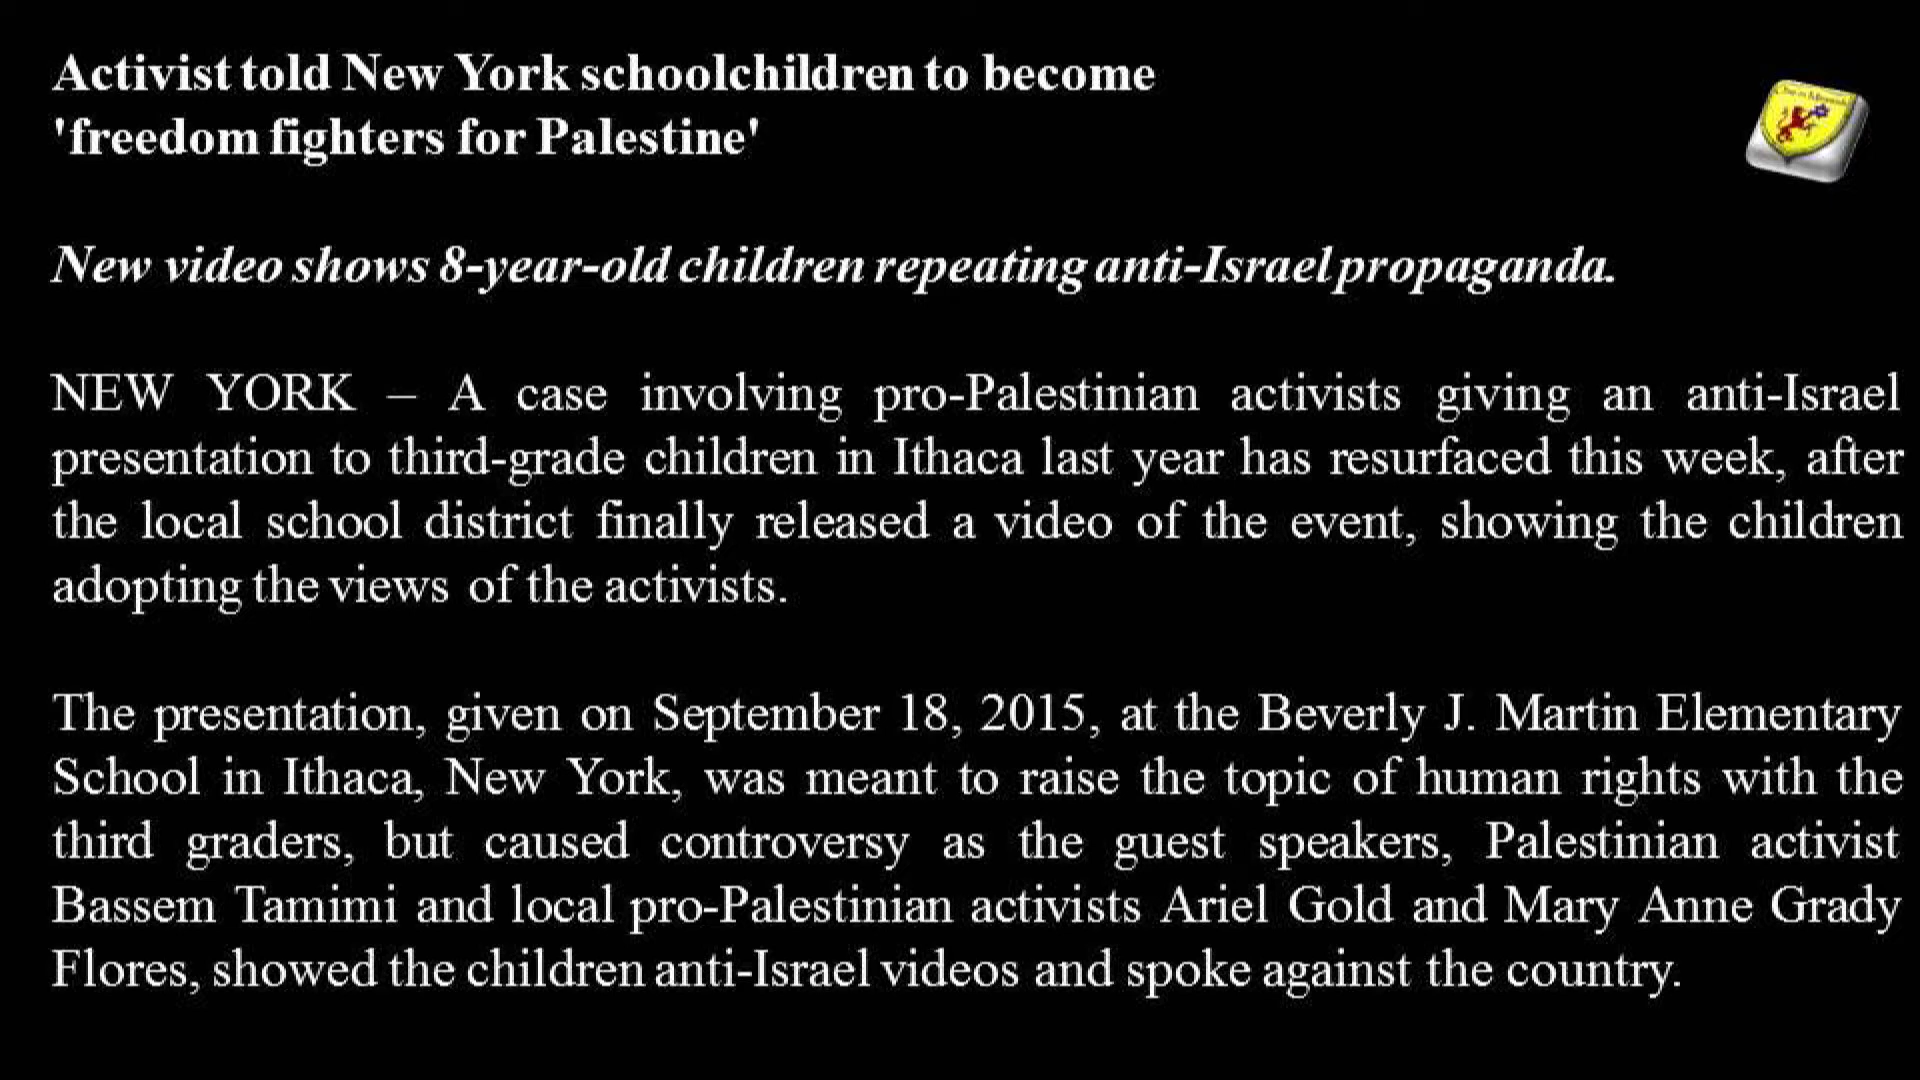 Activist told New York schoolchildren to become
'freedom fighters for Palestine'
New video shows 8-year-old children repeating anti-Israel propaganda.
NEW YORK – A case involving pro-Palestinian activists giving an anti-Israel
presentation to third-grade children in Ithaca last year has resurfaced this week, after
the local school district finally released a video of the event, showing the children
adopting the views of the activists.
The presentation, given on September 18, 2015, at the Beverly J. Martin Elementary
School in Ithaca, New York, was meant to raise the topic of human rights with the
third graders, but caused controversy as the guest speakers, Palestinian activist
Bassem Tamimi and local pro-Palestinian activists Ariel Gold and Mary Anne Grady
Flores, showed the children anti-Israel videos and spoke against the country.